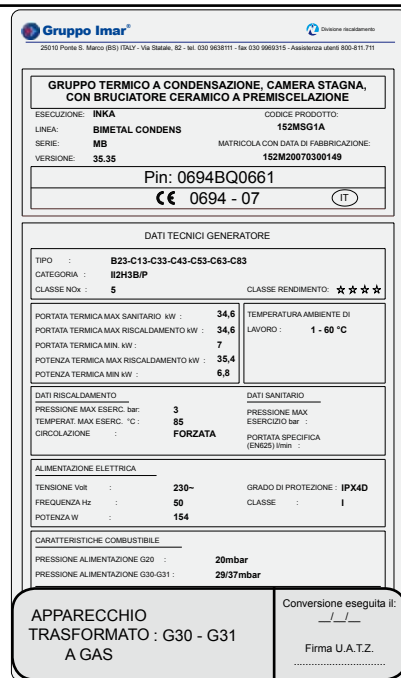 Gruppo Imar®
Divisione riscaldamento
25010 Ponte S. Marco (BS) ITALY - Via Statale, 82 - tel. 030 9638111 - fax 030 9969315 - Assistenza utenti 800-811.711
GRUPPO TERMICO A CONDENSAZIONE, CAMERA STAGNA,
CON BRUCIATORE CERAMICO A PREMISCELAZIONE
ESECUZIONE: INKA
CODICE PRODOTTO:
LINEA: BIMETAL CONDENS
152MSG1A
SERIE: MB
MATRICOLA CON DATA DI FABBRICAZIONE:
VERSIONE: 35.35
152M20070300149
Pin: 0694BQ0661
CE 0694 - 07 IT
DATI TECNICI GENERATORE
TIPO : B23-C13-C33-C43-C53-C63-C83
CATEGORIA : II2H3B/P
CLASSE NOx : 5
CLASSE RENDIMENTO: ☆☆☆☆
PORTATA TERMICA MAX SANITARIO kW : 34,6
PORTATA TERMICA MAX RISCALDAMENTO kW : 34,6
PORTATA TERMICA MIN. kW : 7
POTENZA TERMICA MAX RISCALDAMENTO kW : 35,4
POTENZA TERMICA MIN kW : 6,8
TEMPERATURA AMBIENTE DI
LAVORO : 1 - 60 °C
DATI RISCALDAMENTO
PRESSIONE MAX ESERC. bar: 3
TEMPERAT. MAX ESERC. °C : 85
CIRCOLAZIONE : FORZATA
DATI SANITARIO
PRESSIONE MAX
ESERCIZIO bar :
PORTATA SPECIFICA
(EN625) l/min :
ALIMENTAZIONE ELETTRICA
TENSIONE Volt : 230~
FREQUENZA Hz : 50
POTENZA W : 154
GRADO DI PROTEZIONE : IPX4D
CLASSE : I
CARATTERISTICHE COMBUSTIBILE
PRESSIONE ALIMENTAZIONE G20 : 20mbar
PRESSIONE ALIMENTAZIONE G30-G31 : 29/37mbar
APPARECCHIO
TRASFORMATO : G30 - G31
A GAS
Conversione eseguita il:
__/__/__
Firma U.A.T.Z.
..............................